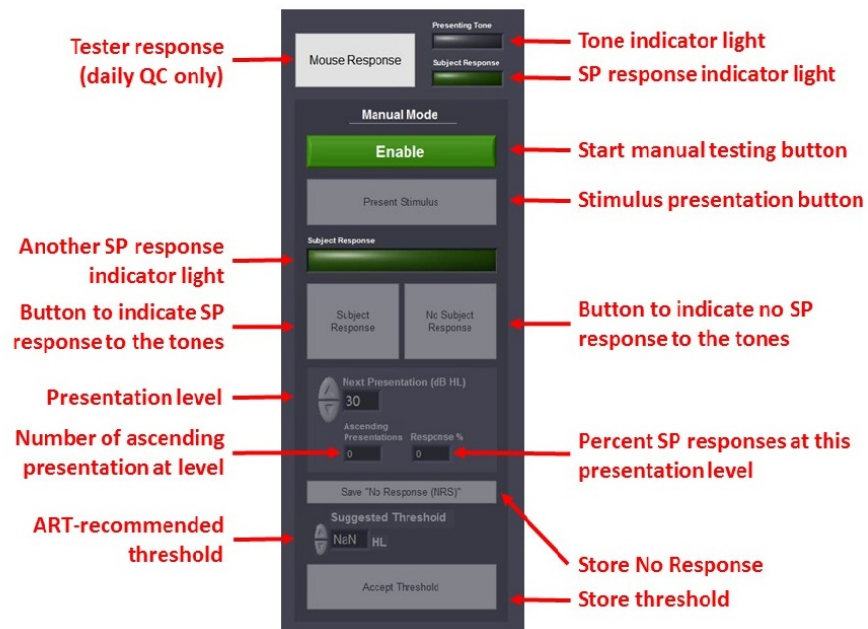 Tester response
(daily QC only)
Mouse Response
Presenting Tone
Subject Response
Tone indicator light
SP response indicator light
Manual Mode
Enable
Start manual testing button
Present Stimulus
Stimulus presentation button
Another SP response
indicator light
Subject Response
Button to indicate SP
response to the tones
Subject
Response
No Subject
Response
Button to indicate no SP
response to the tones
Presentation level
Next Presentation (dB HL)
30
Number of ascending
presentation at level
Ascending
Presentations
0
Response %
0
Percent SP responses at this
presentation level
Save "No Response (NRS)"
ART-recommended
threshold
Suggested Threshold
NaN HL
Store No Response
Accept Threshold
Store threshold